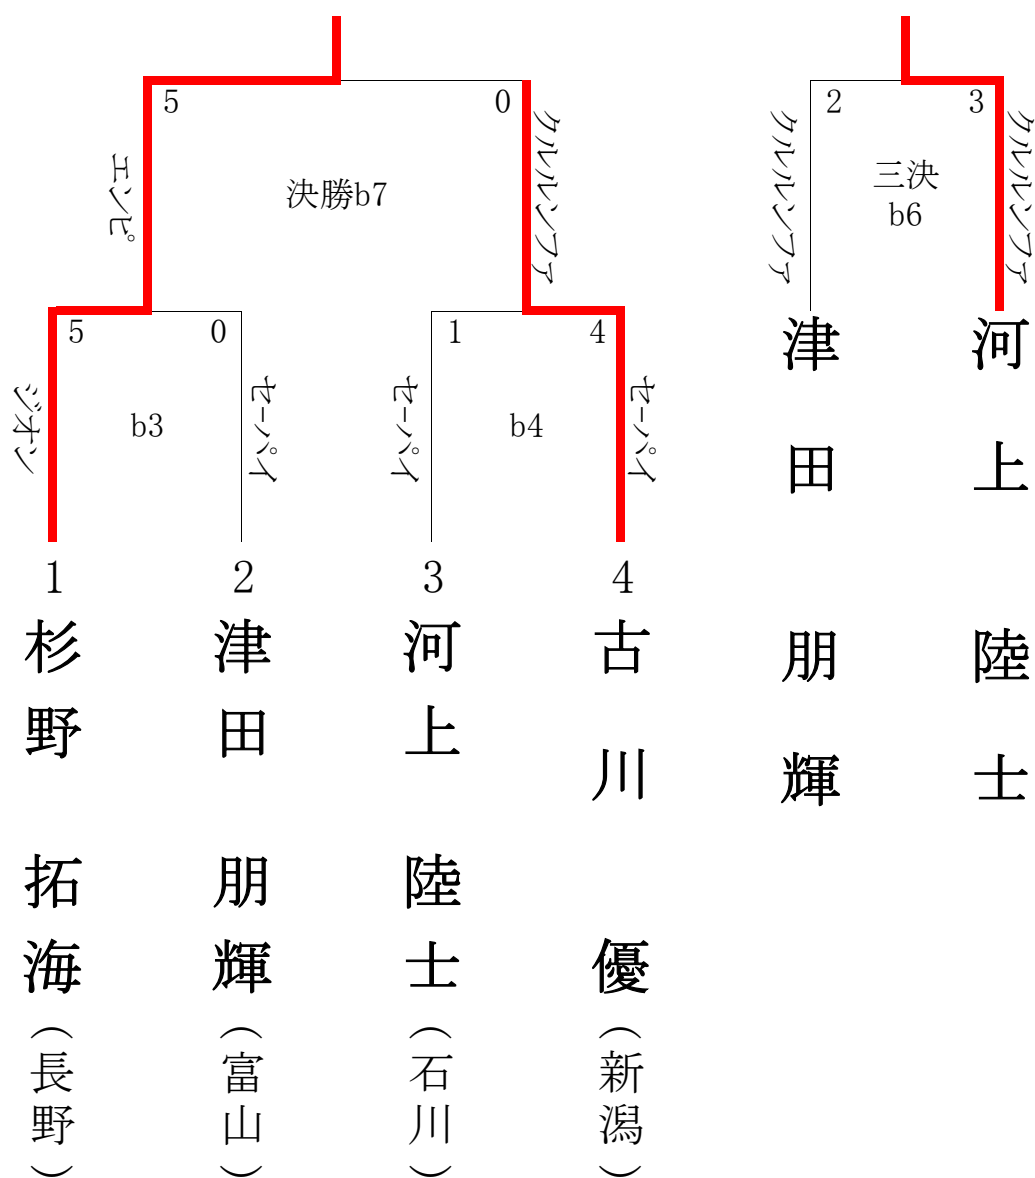 5
0
エンピ
クルルンファ
決勝b7
5
0
ジオン
セーパイ
b3
1
4
セーパイ
セーパイ
b4
1
杉野 拓海
(長野)
2
津田 朋輝
(富山)
3
河上 陸士
(石川)
4
古川 優
(新潟)
2
3
クルルンファ
クルルンファ
三決
b6
津田 朋輝
河上 陸士